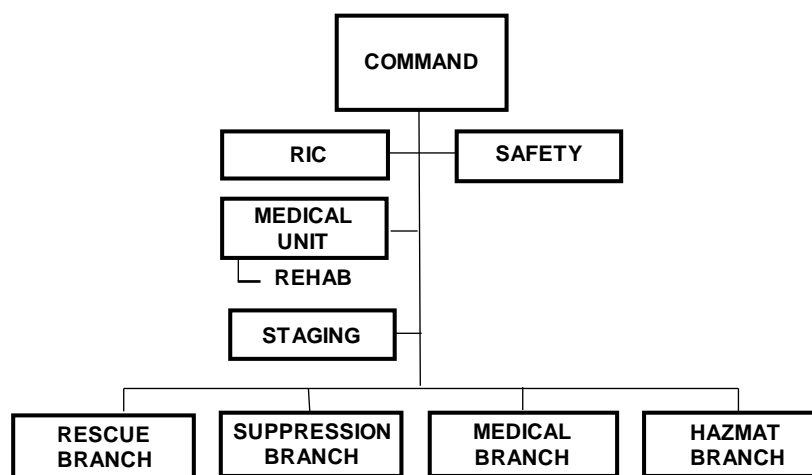 COMMAND
RIC
SAFETY
MEDICAL
UNIT
REHAB
STAGING
RESCUE
BRANCH
SUPPRESSION
BRANCH
MEDICAL
BRANCH
HAZMAT
BRANCH